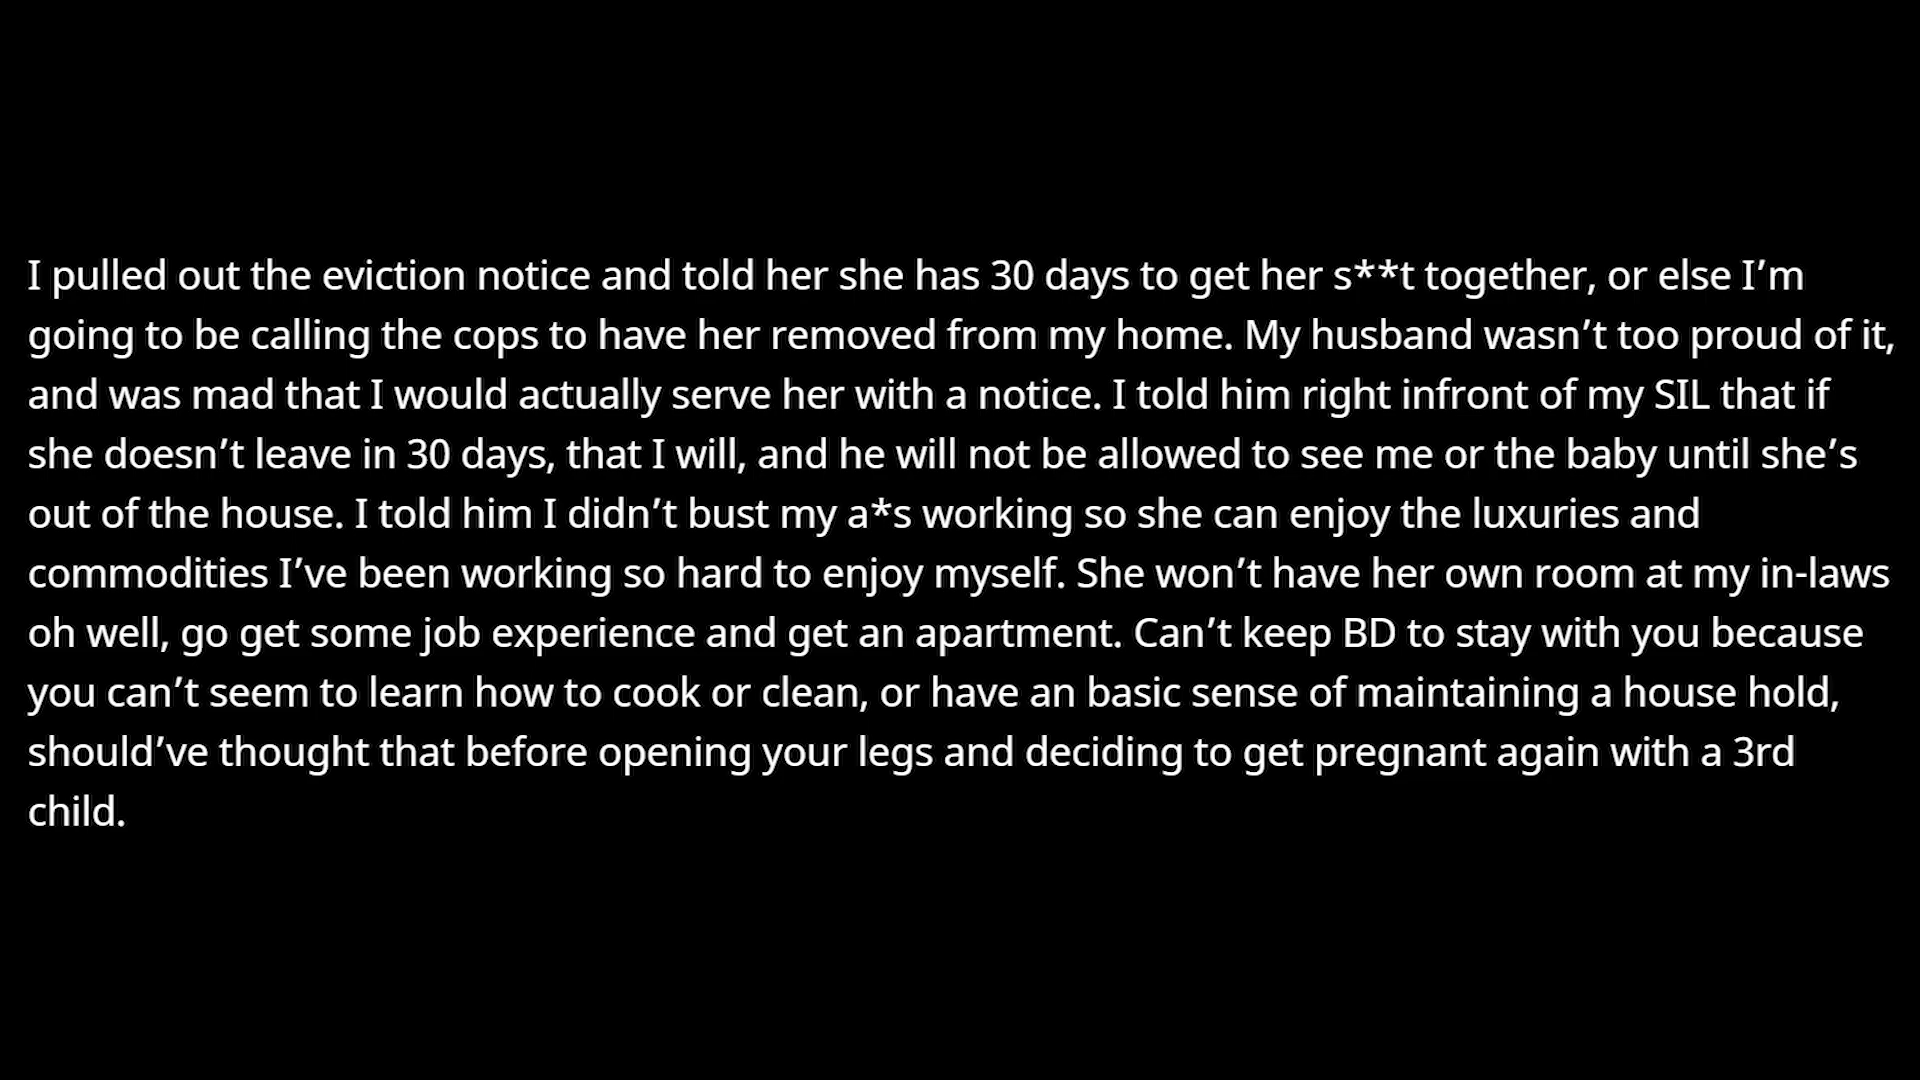 I pulled out the eviction notice and told her she has 30 days to get her s**t together, or else I’m
going to be calling the cops to have her removed from my home. My husband wasn’t too proud of it,
and was mad that I would actually serve her with a notice. I told him right infront of my SIL that if
she doesn’t leave in 30 days, that I will, and he will not be allowed to see me or the baby until she’s
out of the house. I told him I didn’t bust my a*s working so she can enjoy the luxuries and
commodities I’ve been working so hard to enjoy myself. She won’t have her own room at my in-laws
oh well, go get some job experience and get an apartment. Can’t keep BD to stay with you because
you can’t seem to learn how to cook or clean, or have an basic sense of maintaining a house hold,
should’ve thought that before opening your legs and deciding to get pregnant again with a 3rd
child.